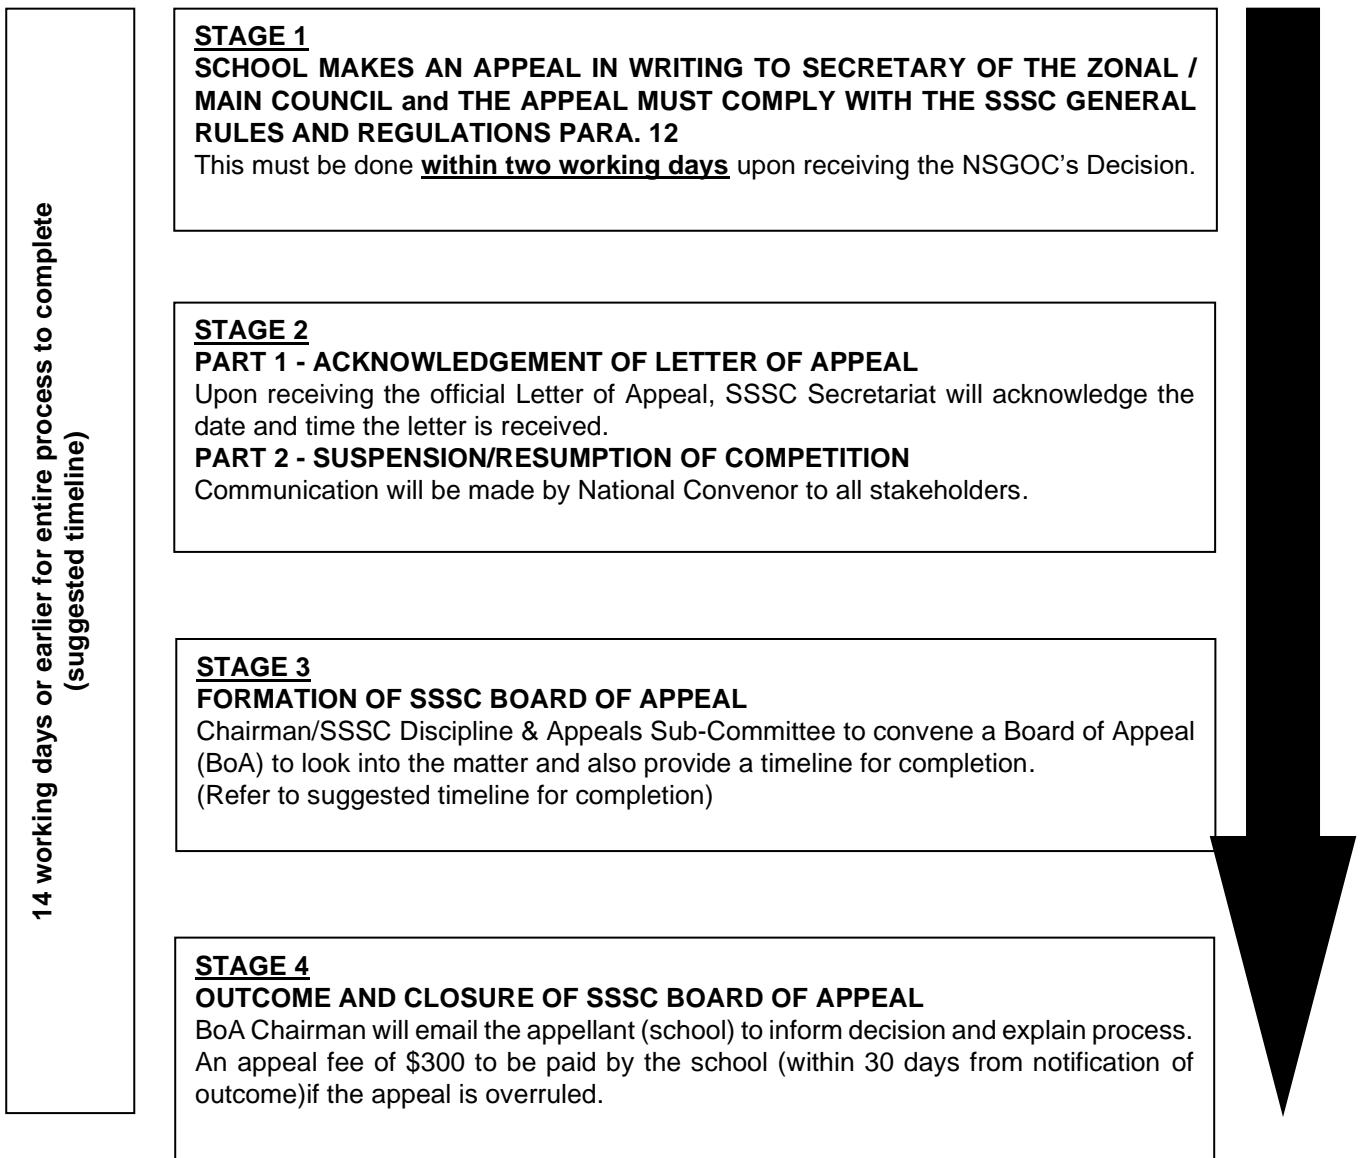 14 working days or earlier for entire process to complete
(suggested timeline)
STAGE 1
SCHOOL MAKES AN APPEAL IN WRITING TO SECRETARY OF THE ZONAL /
MAIN COUNCIL and THE APPEAL MUST COMPLY WITH THE SSSC GENERAL
RULES AND REGULATIONS PARA. 12
This must be done within two working days upon receiving the NSGOC's Decision.
STAGE 2
PART 1 - ACKNOWLEDGEMENT OF LETTER OF APPEAL
Upon receiving the official Letter of Appeal, SSSC Secretariat will acknowledge the
date and time the letter is received.
PART 2 - SUSPENSION/RESUMPTION OF COMPETITION
Communication will be made by National Convenor to all stakeholders.
STAGE 3
FORMATION OF SSSC BOARD OF APPEAL
Chairman/SSSC Discipline & Appeals Sub-Committee to convene a Board of Appeal
(BoA) to look into the matter and also provide a timeline for completion.
(Refer to suggested timeline for completion)
STAGE 4
OUTCOME AND CLOSURE OF SSSC BOARD OF APPEAL
BoA Chairman will email the appellant (school) to inform decision and explain process.
An appeal fee of $300 to be paid by the school (within 30 days from notification of
outcome)if the appeal is overruled.